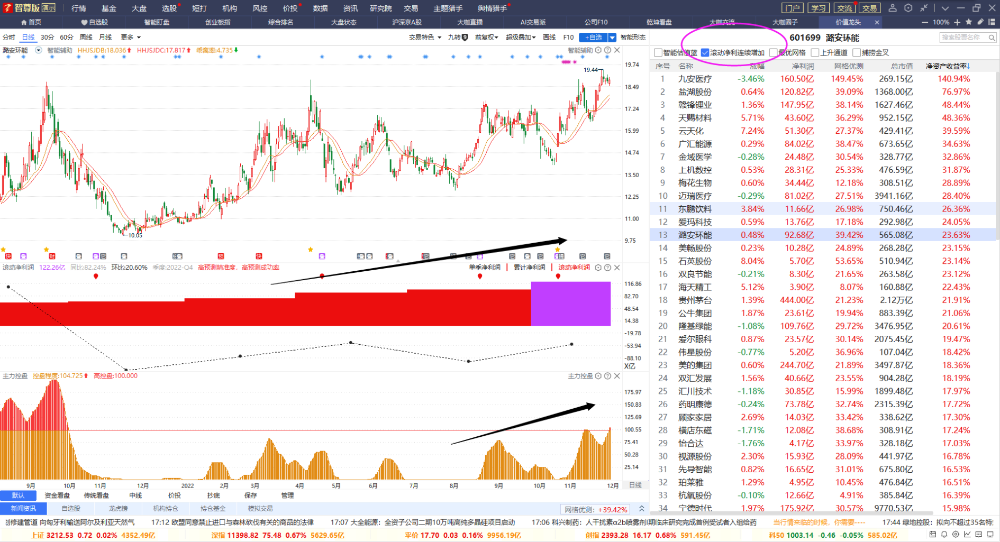 智尊版 演示 行情 基金 大盘 选股 短打 机构 风控 价投 数据 资讯 研究院 交易 主题猎手 舆情猎手 门户 学习 交流 交易
首页 自选股 智能盯盘 创业板指 综合排名 大盘状态 沪深京A股 大咖直播 AI交易派 公司F10 乾坤看盘 大咖交流 大咖圈子 价值龙头 × 100%
分时 日线 30分 60分 周线 月线 更多 交易特色 九转 9 前复权 超级叠加 画线 F10 +自选 智能形态
601699 潞安环能 搜索股票名称
潞安环能 智能辅助 HHJSJDB:18.036 HHJSJDC:17.817 乖离率:4.735 智能辅助
智能估值蓝 滚动净利连续增加 最优网格 上升通道 捕捞金叉
序号 名称 涨幅 净利润 网格优测 总市值 净资产收益率↓
1 九安医疗 -3.46% 160.50亿 149.45% 269.15亿 140.94%
2 盐湖股份 0.64% 120.82亿 39.09% 1368.00亿 76.97%
3 赣锋锂业 1.36% 147.95亿 38.14% 1627.46亿 48.44%
4 天赐材料 5.71% 43.60亿 36.29% 952.15亿 48.36%
5 云天化 7.24% 51.30亿 27.37% 429.41亿 39.59%
6 广汇能源 0.29% 84.02亿 38.47% 673.65亿 34.63%
7 金域医学 -0.28% 24.48亿 30.54% 328.77亿 32.86%
8 上机数控 0.53% 28.31亿 25.33% 476.59亿 31.87%
9 梅花生物 0.60% 34.44亿 12.18% 308.51亿 28.89%
10 迈瑞医疗 -0.29% 81.02亿 27.51% 3941.16亿 28.40%
11 东鹏饮料 3.84% 11.66亿 26.98% 750.46亿 26.36%
12 爱玛科技 0.59% 13.76亿 17.18% 292.98亿 24.05%
13 潞安环能 0.48% 92.68亿 39.42% 565.08亿 23.63%
14 美畅股份 0.23% 10.28亿 24.89% 268.28亿 23.15%
15 石英股份 8.04% 5.70亿 53.65% 510.94亿 23.14%
16 双良节能 -0.21% 8.30亿 21.65% 263.58亿 23.12%
17 海天精工 5.12% 3.90亿 8.07% 160.88亿 22.43%
18 贵州茅台 1.39% 444.00亿 21.23% 2.12万亿 21.91%
19 公牛集团 1.87% 23.61亿 19.94% 883.39亿 21.06%
20 隆基绿能 -1.08% 109.76亿 29.72% 3476.95亿 20.61%
21 爱尔眼科 0.87% 23.57亿 30.14% 2075.45亿 19.47%
22 伟星股份 -0.77% 5.20亿 36.96% 107.04亿 18.42%
23 美的集团 0.60% 244.70亿 21.89% 3497.87亿 18.36%
24 双汇发展 1.56% 40.66亿 23.55% 904.28亿 18.19%
25 汇川技术 -1.18% 30.85亿 15.99% 1899.48亿 17.97%
26 药明康德 -0.24% 73.78亿 32.74% 2315.39亿 17.72%
27 顾家家居 2.69% 14.03亿 33.42% 338.62亿 17.30%
28 横店东磁 -1.71% 12.08亿 38.68% 308.91亿 17.24%
29 怡合达 -1.76% 4.17亿 33.97% 328.18亿 17.03%
30 视源股份 2.30% 15.93亿 28.09% 441.97亿 16.78%
31 先导智能 0.82% 16.65亿 31.01% 675.80亿 16.53%
32 珀莱雅 1.29% 4.95亿 10.45% 476.84亿 16.51%
33 杭氧股份 -0.10% 12.66亿 4.91% 385.84亿 16.39%
34 宁德时代 1.97% 175.92亿 30.57% 9770.53亿 15.98%
19.44
10.05
19.74
18.49
17.24
15.99
14.74
13.50
12.25
11.00
9.75
快 财 预 快
滚动净利润 122.26亿 同比:82.24% 环比:20.60% 季度:2022-Q4 高预测精准度，高预测成功率 单季净利润 累计净利润 滚动净利润
116.86
82.70
48.54
14.38
-19.78
-53.94
-88.10
X亿
主力控盘 控盘程度:104.725 高控盘:100.000 主力控盘
175.97
150.83
125.69
100.55
75.41
50.28
25.14
9月 10月 11月 12月 2022 2月 3月 4月 5月 6月 7月 8月 9月 10月 11月 12月 日线
默认 资金看盘 传统看盘 中线 价投 抄底 保存 管理
新闻资讯 自选股 龙虎榜 机构持仓 持仓基金 模拟交易 网格优测：+39.42%
创修建管道 向匈牙利输送阿尔及利亚天然气 17:12 欧盟同意禁止进口与森林砍伐有关的商品的法律 17:07 大全能源：全资子公司二期10万吨高纯多晶硅项目启动 17:06 科兴制药：人干扰素α2b喷雾剂I期临床研究完成首例受试者入组给药 当行情来临的时候，你需要…… 17:44 绿地控股：拟向不超过35名特
上证 3212.53 0.72 0.02% 4352.49亿 深指 11398.82 75.48 0.67% 5629.65亿 平价 17.70 0.03 0.16% 9956.19亿 创指 2393.28 16.17 0.68% 591.45亿 科50 1003.14 -0.46 -0.05% 585.02亿